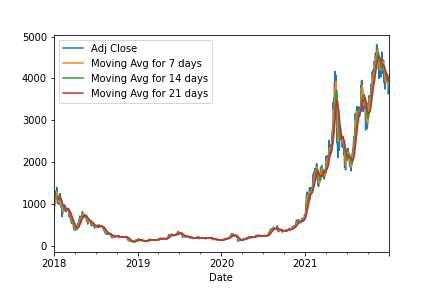 5000
4000
3000
2000
1000
0
Adj Close
Moving Avg for 7 days
Moving Avg for 14 days
Moving Avg for 21 days
2018 2019 2020 2021
Date